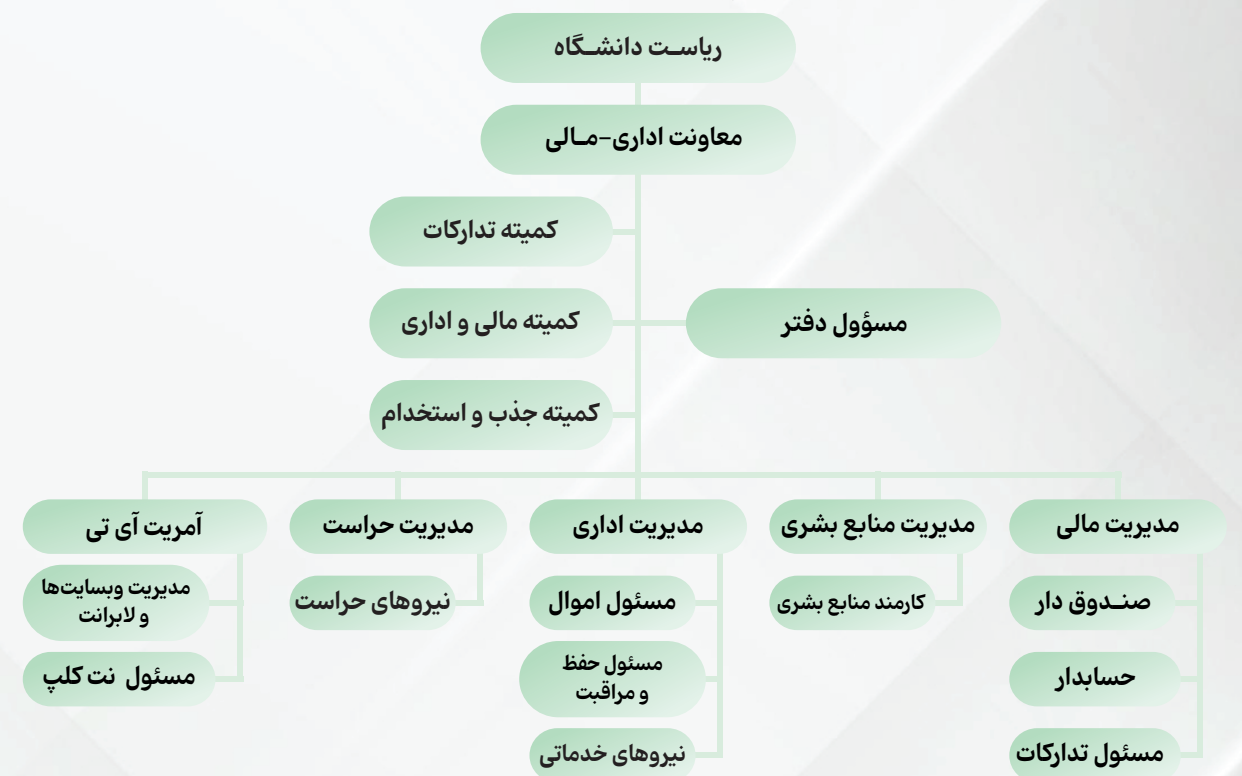 ریاست دانشگاه
معاونت اداری-مالی
کمیته تدارکات
مسؤول دفتر
کمیته مالی و اداری
کمیته جذب و استخدام
مدیریت مالی
مدیریت منابع بشری
مدیریت اداری
مدیریت حراست
آمریت آی تی
صندوق دار
کارمند منابع بشری
مسئول اموال
نیروهای حراست
مدیریت وبسایت‌ها
و لابرانت
حسابدار
مسئول حفظ
و مراقبت
مسئول نت کلپ
مسئول تدارکات
نیروهای خدماتی